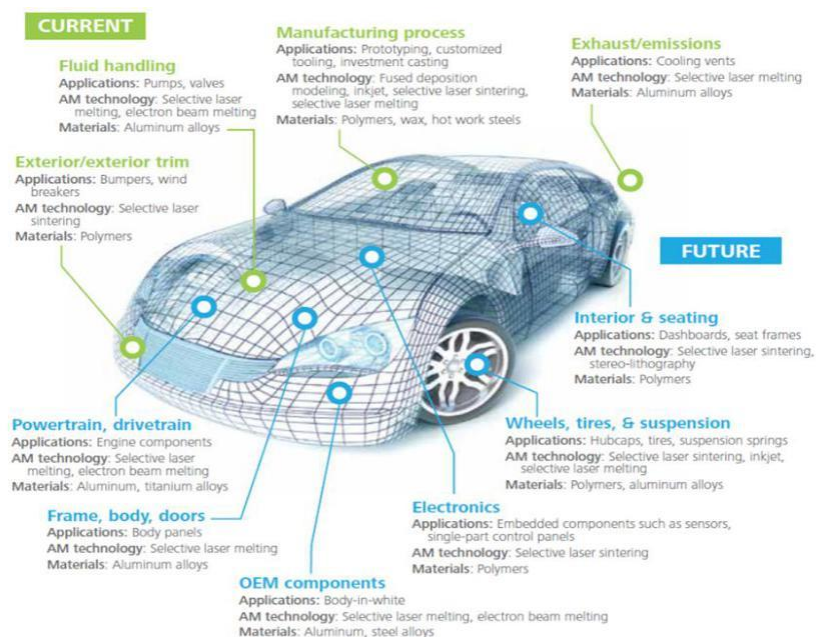 CURRENT
Fluid handling
Applications: Pumps, valves
AM technology: Selective laser
melting, electron beam melting
Materials: Aluminum alloys
Manufacturing process
Applications: Prototyping, customized
tooling, investment casting
AM technology: Fused deposition
modeling, inkjet, selective laser sintering,
selective laser melting
Materials: Polymers, wax, hot work steels
Exhaust/emissions
Applications: Cooling vents
AM technology: Selective laser melting
Materials: Aluminum alloys
Exterior/exterior trim
Applications: Bumpers, wind
breakers
AM technology: Selective laser
sintering
Materials: Polymers
FUTURE
Interior & seating
Applications: Dashboards, seat frames
AM technology: Selective laser sintering,
stereo-lithography
Materials: Polymers
Powertrain, drivetrain
Applications: Engine components
AM technology: Selective laser
melting, electron beam melting
Materials: Aluminum, titanium alloys
Wheels, tires, & suspension
Applications: Hubcaps, tires, suspension springs
AM technology: Selective laser sintering, inkjet,
selective laser melting
Materials: Polymers, aluminum alloys
Frame, body, doors
Applications: Body panels
AM technology: Selective laser melting
Materials: Aluminum alloys
Electronics
Applications: Embedded components such as sensors,
single-part control panels
AM technology: Selective laser sintering
Materials: Polymers
OEM components
Applications: Body-in-white
AM technology: Selective laser melting, electron beam melting
Materials: Aluminum, steel alloys